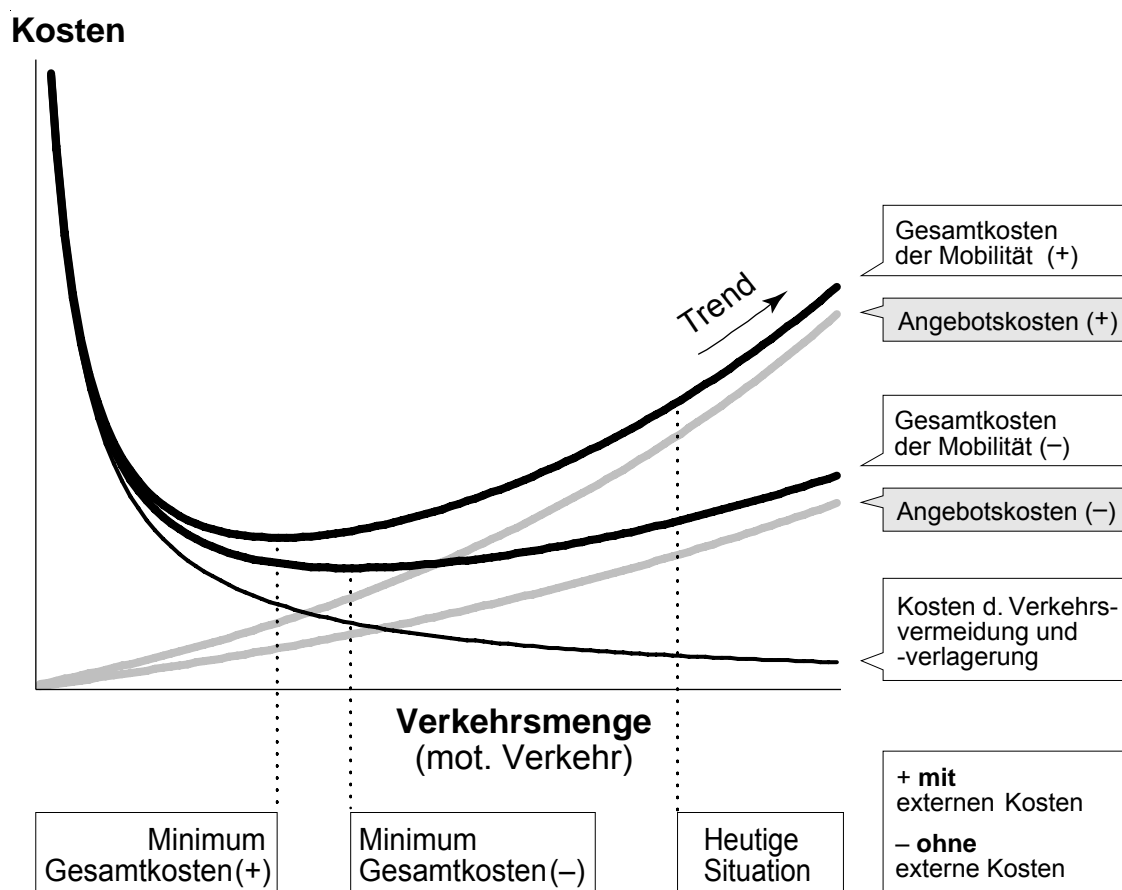 Kosten
Gesamtkosten
der Mobilität (+)
Trend
Angebotskosten (+)
Gesamtkosten
der Mobilität (–)
Angebotskosten (–)
Kosten d. Verkehrs-
vermeidung und
-verlagerung
Verkehrsmenge
(mot. Verkehr)
Minimum
Gesamtkosten (+)
Minimum
Gesamtkosten (–)
Heutige
Situation
+ mit
externen Kosten
– ohne
externe Kosten